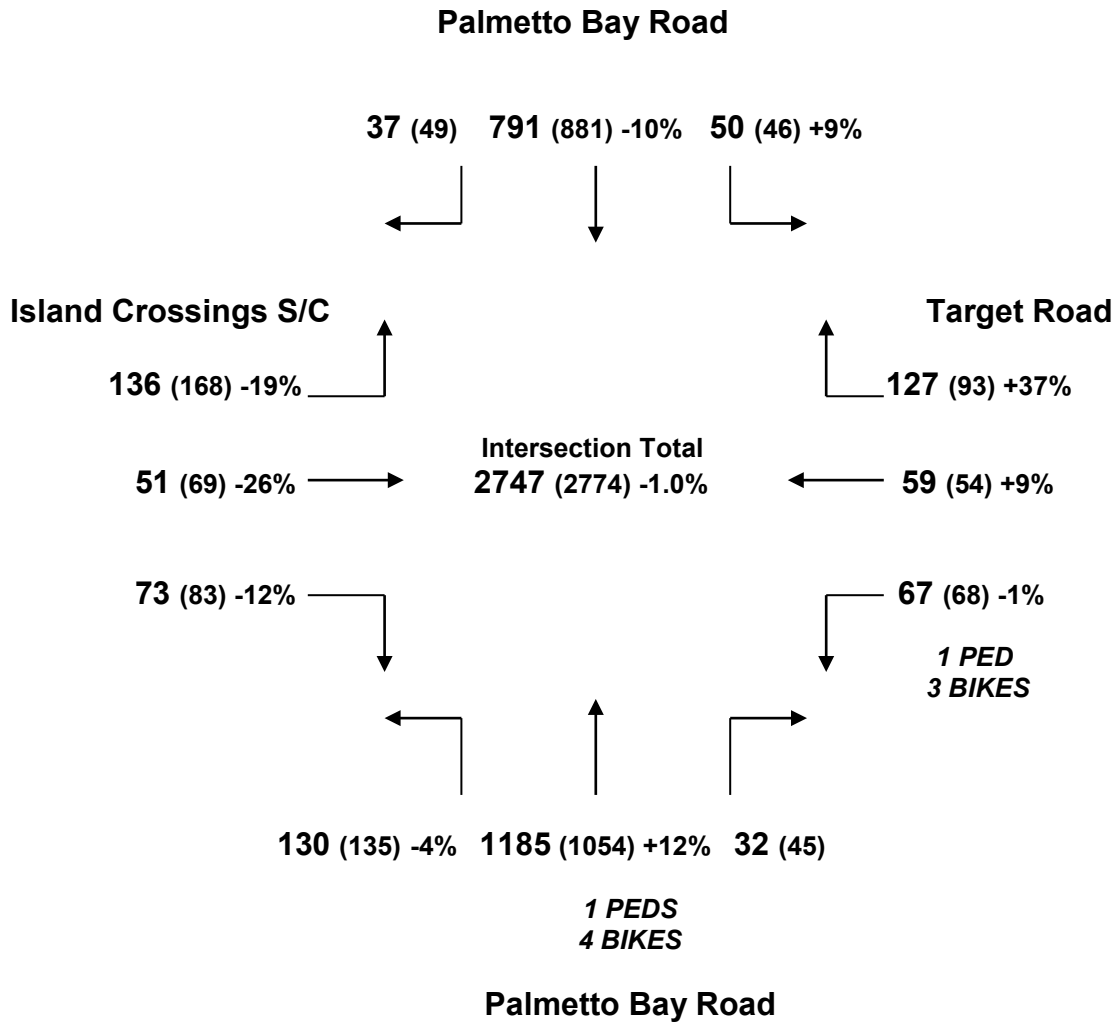 Palmetto Bay Road
37 (49) 791 (881) -10% 50 (46) +9%
Island Crossings S/C Target Road
136 (168) -19% 127 (93) +37%
Intersection Total
51 (69) -26% 2747 (2774) -1.0% 59 (54) +9%
73 (83) -12% 67 (68) -1%
1 PED
3 BIKES
130 (135) -4% 1185 (1054) +12% 32 (45)
1 PEDS
4 BIKES
Palmetto Bay Road